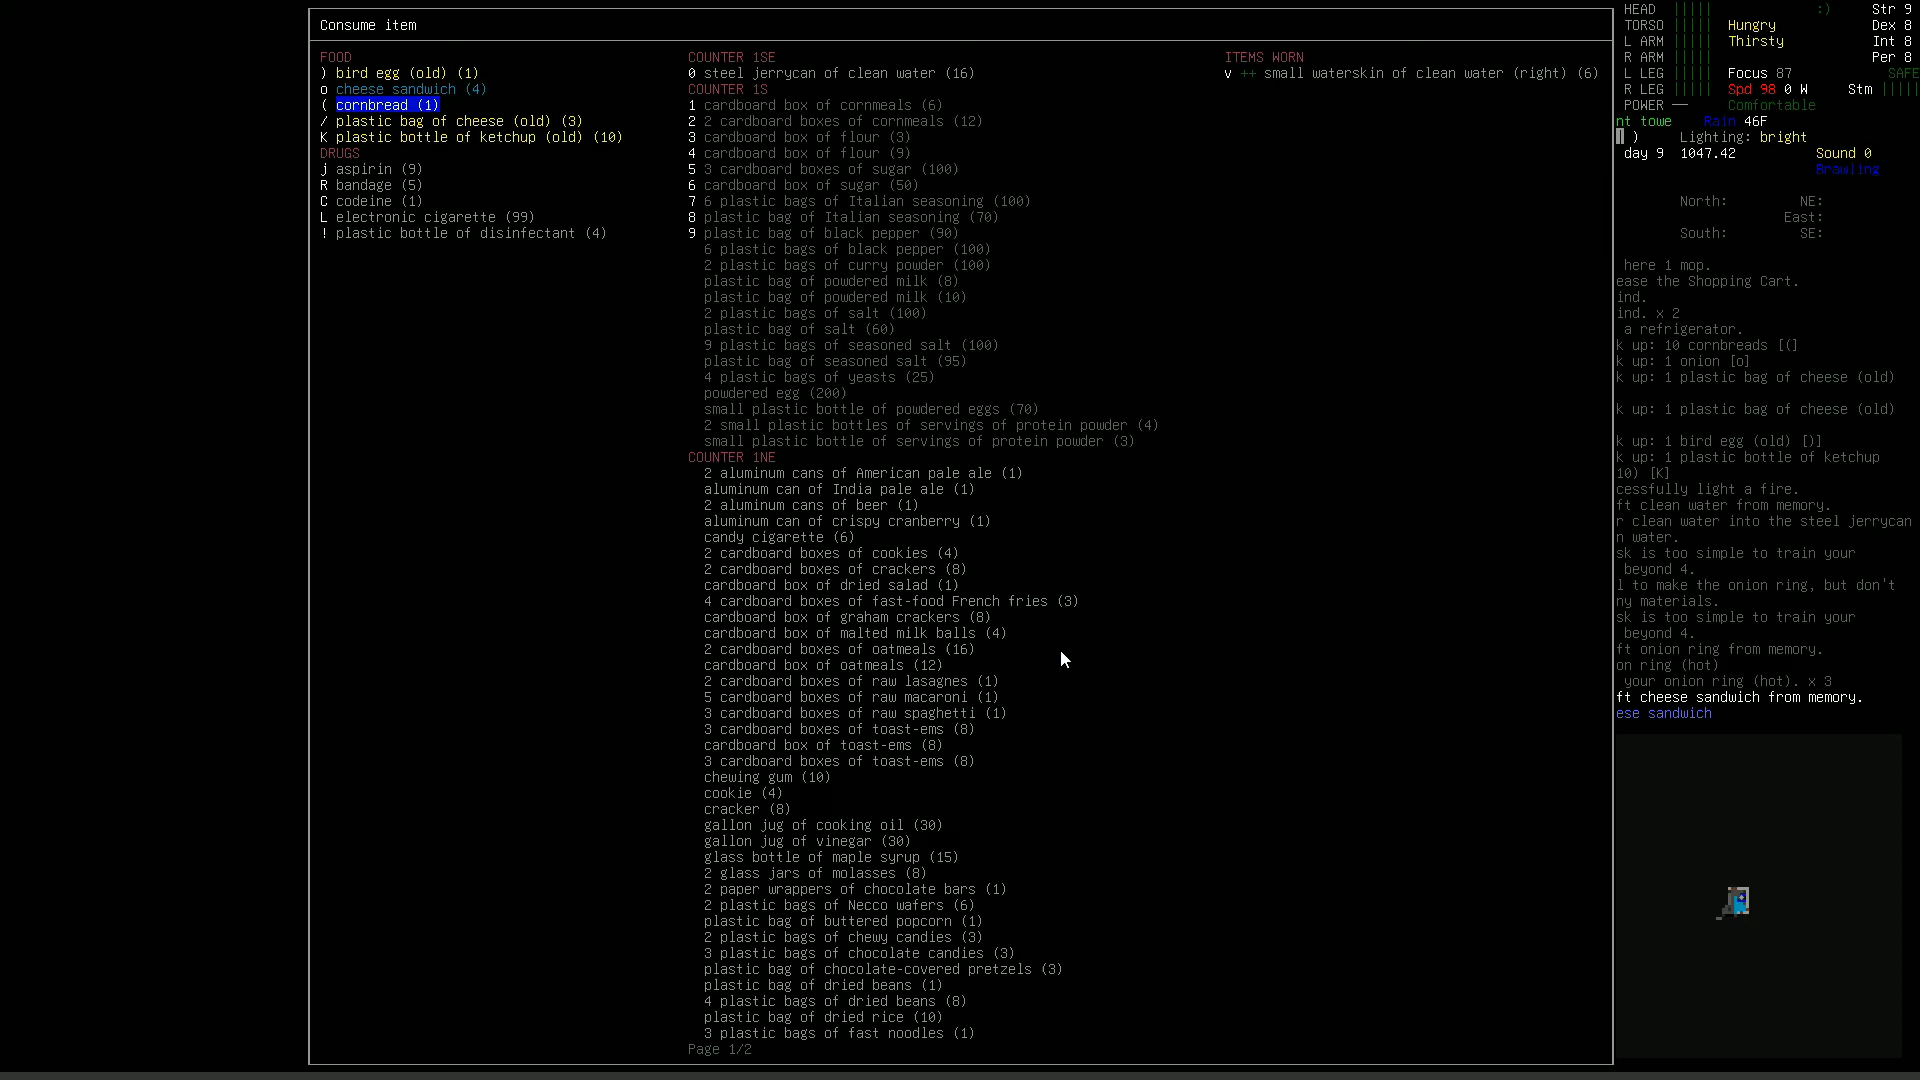 Consume item
FOOD
) bird egg (old) (1)
o cheese sandwich (4)
( cornbread (1)
/ plastic bag of cheese (old) (3)
K plastic bottle of ketchup (old) (10)
DRUGS
j aspirin (9)
R bandage (5)
C codeine (1)
L electronic cigarette (99)
! plastic bottle of disinfectant (4)
COUNTER 1SE
0 steel jerrycan of clean water (16)
COUNTER 1S
1 cardboard box of cornmeals (6)
2 2 cardboard boxes of cornmeals (12)
3 cardboard box of flour (3)
4 cardboard box of flour (9)
5 3 cardboard boxes of sugar (100)
6 cardboard box of sugar (50)
7 6 plastic bags of Italian seasoning (100)
8 plastic bag of Italian seasoning (70)
9 plastic bag of black pepper (90)
6 plastic bags of black pepper (100)
2 plastic bags of curry powder (100)
plastic bag of powdered milk (8)
plastic bag of powdered milk (10)
2 plastic bags of salt (100)
plastic bag of salt (60)
9 plastic bags of seasoned salt (100)
plastic bag of seasoned salt (95)
4 plastic bags of yeasts (25)
powdered egg (200)
small plastic bottle of powdered eggs (70)
2 small plastic bottles of servings of protein powder (4)
small plastic bottle of servings of protein powder (3)
COUNTER 1NE
2 aluminum cans of American pale ale (1)
aluminum can of India pale ale (1)
2 aluminum cans of beer (1)
aluminum can of crispy cranberry (1)
candy cigarette (6)
2 cardboard boxes of cookies (4)
2 cardboard boxes of crackers (8)
cardboard box of dried salad (1)
4 cardboard boxes of fast-food French fries (3)
cardboard box of graham crackers (8)
cardboard box of malted milk balls (4)
2 cardboard boxes of oatmeals (16)
cardboard box of oatmeals (12)
2 cardboard boxes of raw lasagnes (1)
5 cardboard boxes of raw macaroni (1)
3 cardboard boxes of raw spaghetti (1)
3 cardboard boxes of toast-ems (8)
cardboard box of toast-ems (8)
3 cardboard boxes of toast-ems (8)
chewing gum (10)
cookie (4)
cracker (8)
gallon jug of cooking oil (30)
gallon jug of vinegar (30)
glass bottle of maple syrup (15)
2 glass jars of molasses (8)
2 paper wrappers of chocolate bars (1)
2 plastic bags of Necco wafers (6)
plastic bag of buttered popcorn (1)
2 plastic bags of chewy candies (3)
3 plastic bags of chocolate candies (3)
plastic bag of chocolate-covered pretzels (3)
plastic bag of dried beans (1)
4 plastic bags of dried beans (8)
plastic bag of dried rice (10)
3 plastic bags of fast noodles (1)
Page 1/2
ITEMS WORN
v ++ small waterskin of clean water (right) (6)
HEAD ||||| :) Str 9
TORSO ||||| Hungry Dex 8
L ARM ||||| Thirsty Int 8
R ARM ||||| Per 8
L LEG ||||| Focus 87 SAFE
R LEG ||||| Spd 98 0 W Stm |||||
POWER — Comfortable
nt towe Rain 46F
) Lighting: bright
day 9 1047.42 Sound 0
Brawling
North: NE:
East:
South: SE:
here 1 mop.
ease the Shopping Cart.
ind.
ind. x 2
a refrigerator.
k up: 10 cornbreads [(]
k up: 1 onion [o]
k up: 1 plastic bag of cheese (old)
k up: 1 plastic bag of cheese (old)
k up: 1 bird egg (old) [)]
k up: 1 plastic bottle of ketchup
10) [K]
cessfully light a fire.
ft clean water from memory.
r clean water into the steel jerrycan
n water.
sk is too simple to train your
beyond 4.
l to make the onion ring, but don't
ny materials.
sk is too simple to train your
beyond 4.
ft onion ring from memory.
on ring (hot)
your onion ring (hot). x 3
ft cheese sandwich from memory.
ese sandwich